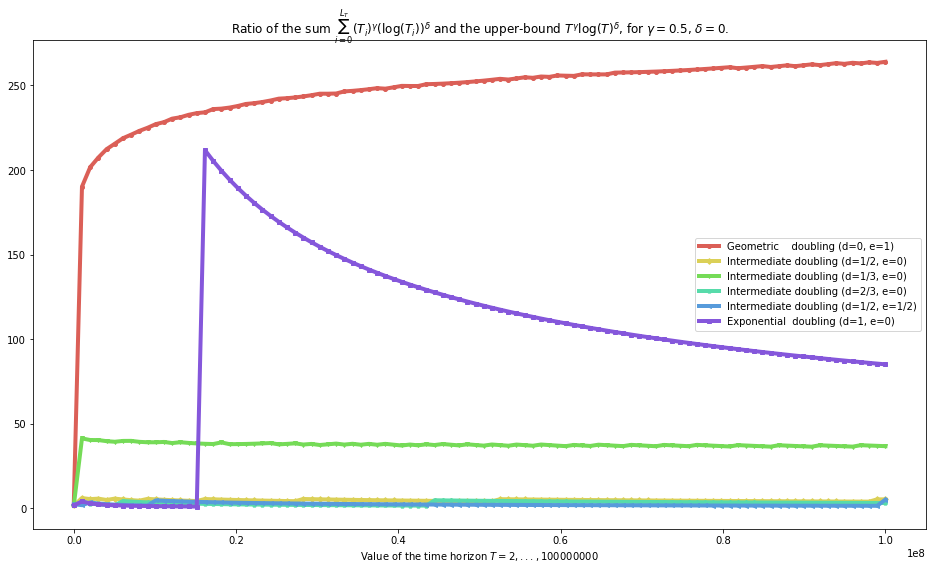 Ratio of the sum $\sum_{i=0}^{L_T} (T_i)^\gamma (\log(T_i))^\delta$ and the upper-bound $T^\gamma \log(T)^\delta$, for $\gamma = 0.5$, $\delta = 0$.
250
200
150
100
50
0
Geometric    doubling (d=0, e=1)
Intermediate doubling (d=1/2, e=0)
Intermediate doubling (d=1/3, e=0)
Intermediate doubling (d=2/3, e=0)
Intermediate doubling (d=1/2, e=1/2)
Exponential  doubling (d=1, e=0)
0.0 0.2 0.4 0.6 0.8 1.0
1e8
Value of the time horizon $T = 2, \ldots, 100000000$